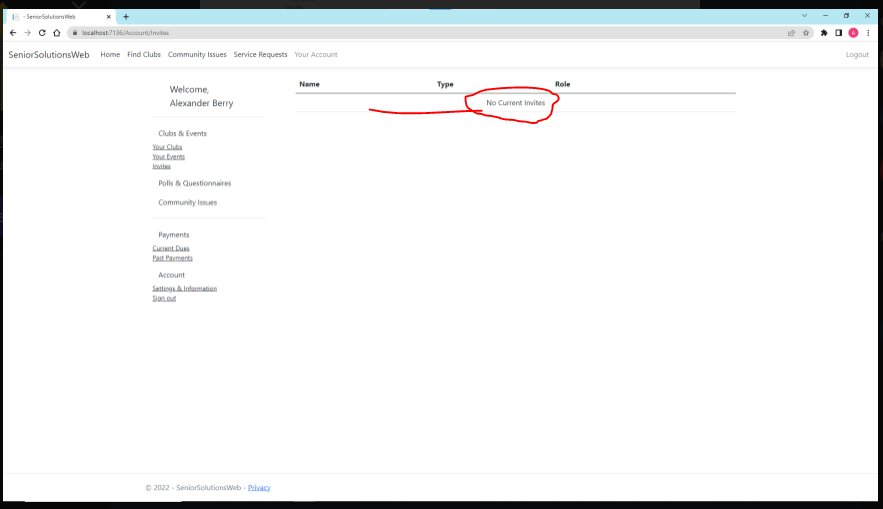 - SeniorSolutionsWeb
localhost:7136/Account/Invites
A
SeniorSolutionsWeb Home Find Clubs Community Issues Service Requests Your Account Logout
Welcome,
Alexander Berry
Clubs & Events
Your Clubs
Your Events
Invites
Polls & Questionnaires
Community Issues
Payments
Current Dues
Past Payments
Account
Settings & Information
Sign out
Name Type Role
No Current Invites
© 2022 - SeniorSolutionsWeb - Privacy